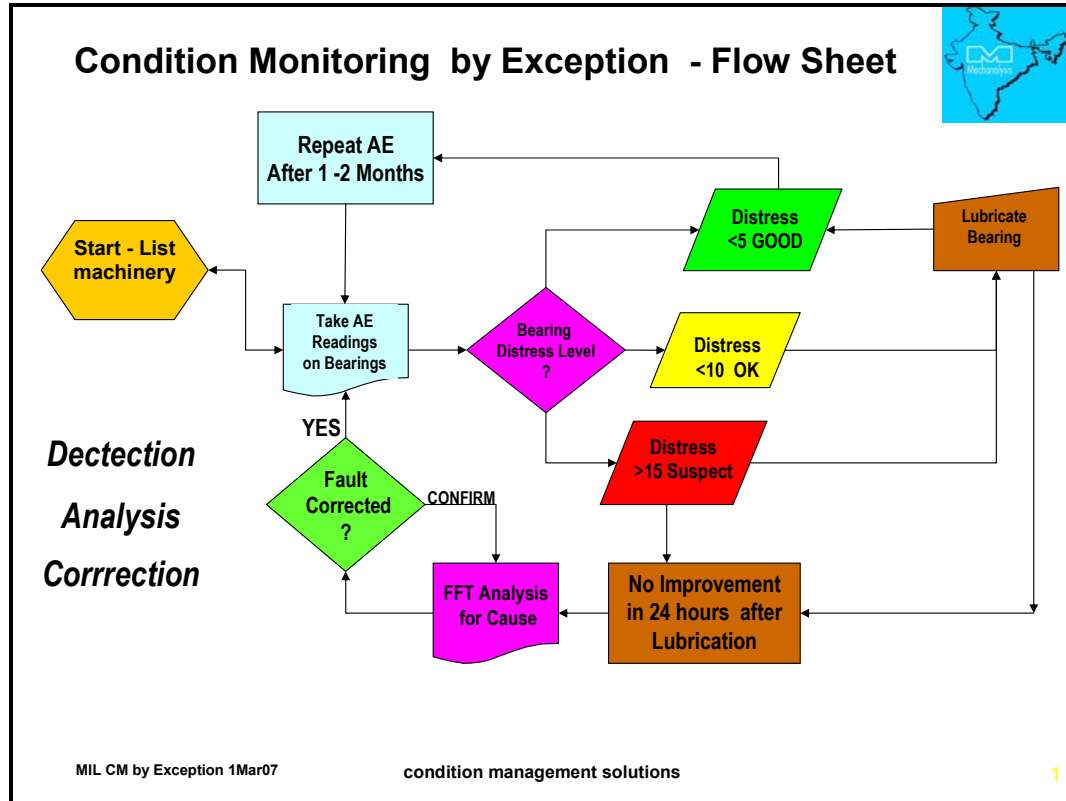 Condition Monitoring by Exception - Flow Sheet
Mechanalysis
Repeat AE
After 1 -2 Months
Start - List
machinery
Take AE
Readings
on Bearings
Bearing
Distress Level
?
Distress
<5 GOOD
Lubricate
Bearing
Distress
<10 OK
Distress
>15 Suspect
YES
Fault
Corrected
?
CONFIRM
Dectection
Analysis
Corrrection
FFT Analysis
for Cause
No Improvement
in 24 hours after
Lubrication
MIL CM by Exception 1Mar07
condition management solutions
1